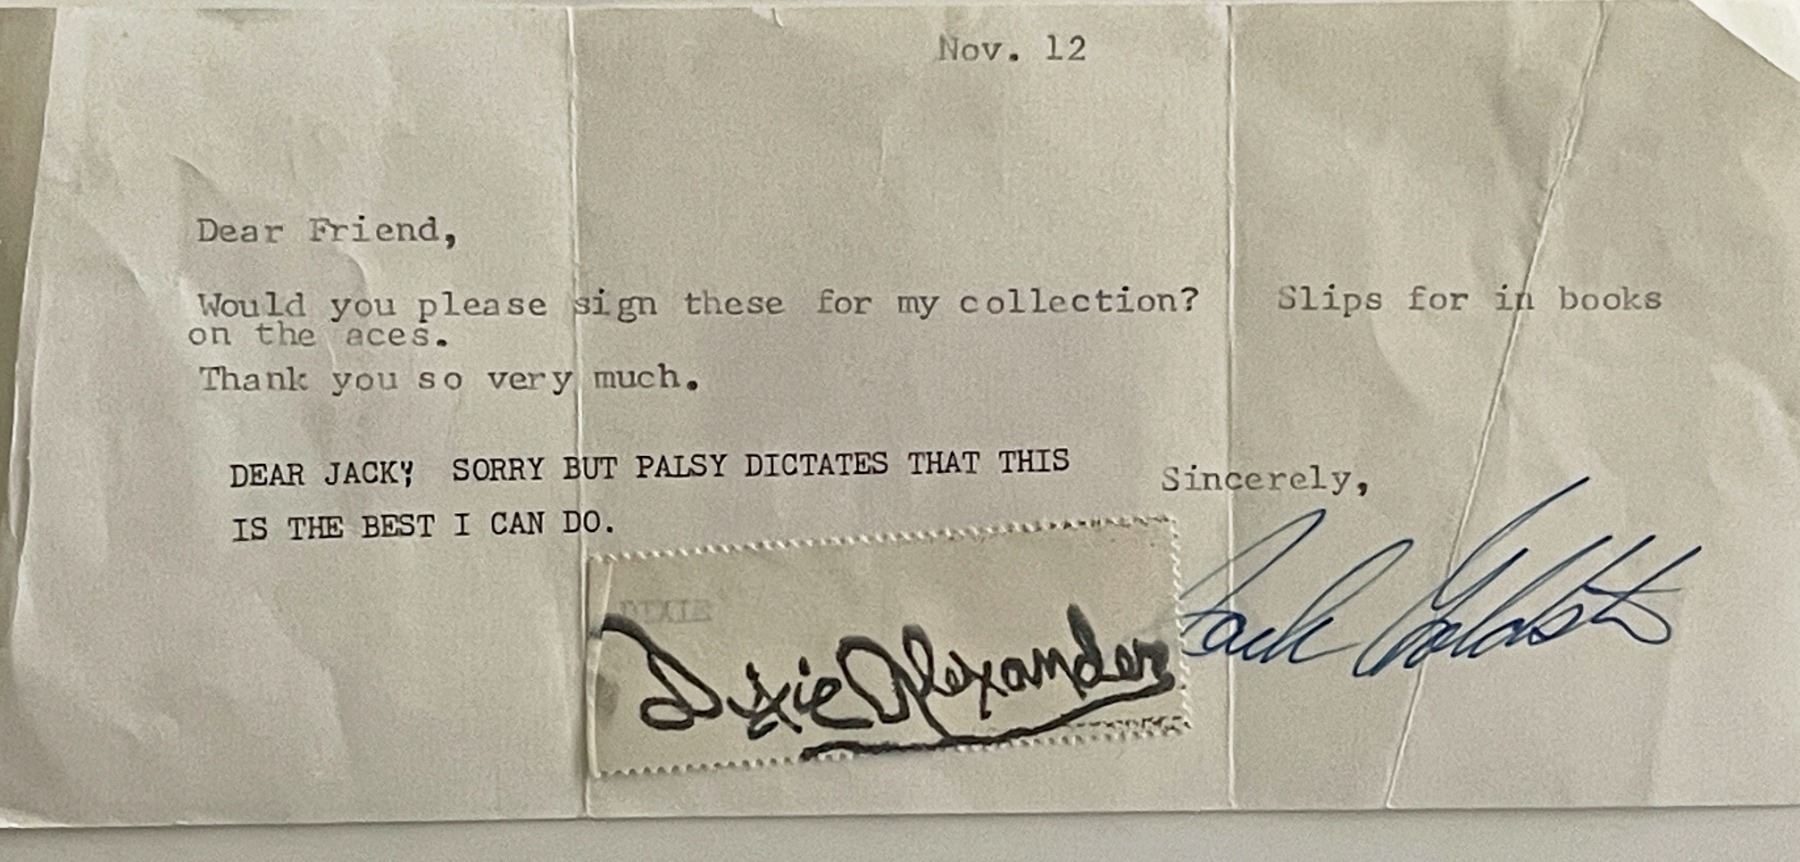 Nov. 12
Dear Friend,
Would you please sign these for my collection? Slips for in books
on the aces.
Thank you so very much.
DEAR JACK, SORRY BUT PALSY DICTATES THAT THIS
IS THE BEST I CAN DO.
Sincerely,
DIXIE
Dixie Alexander
Jack